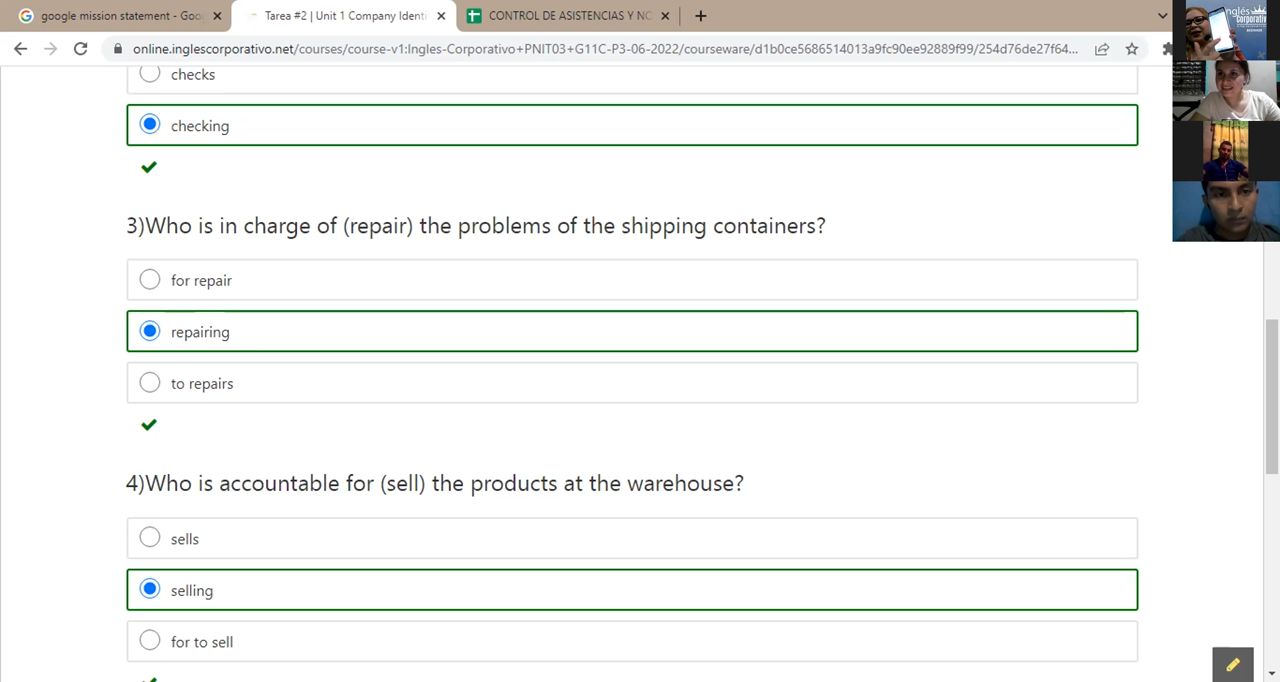 google mission statement - Goo
Tarea #2 | Unit 1 Company Identi
CONTROL DE ASISTENCIAS Y NO
online.inglescorporativo.net/courses/course-v1:Ingles-Corporativo+PNIT03+G11C-P3-06-2022/courseware/d1b0ce5686514013a9fc90ee92889f99/254d76de27f64...
Inglés
Corporativo
checks
checking
3)Who is in charge of (repair) the problems of the shipping containers?
for repair
repairing
to repairs
4)Who is accountable for (sell) the products at the warehouse?
sells
selling
for to sell